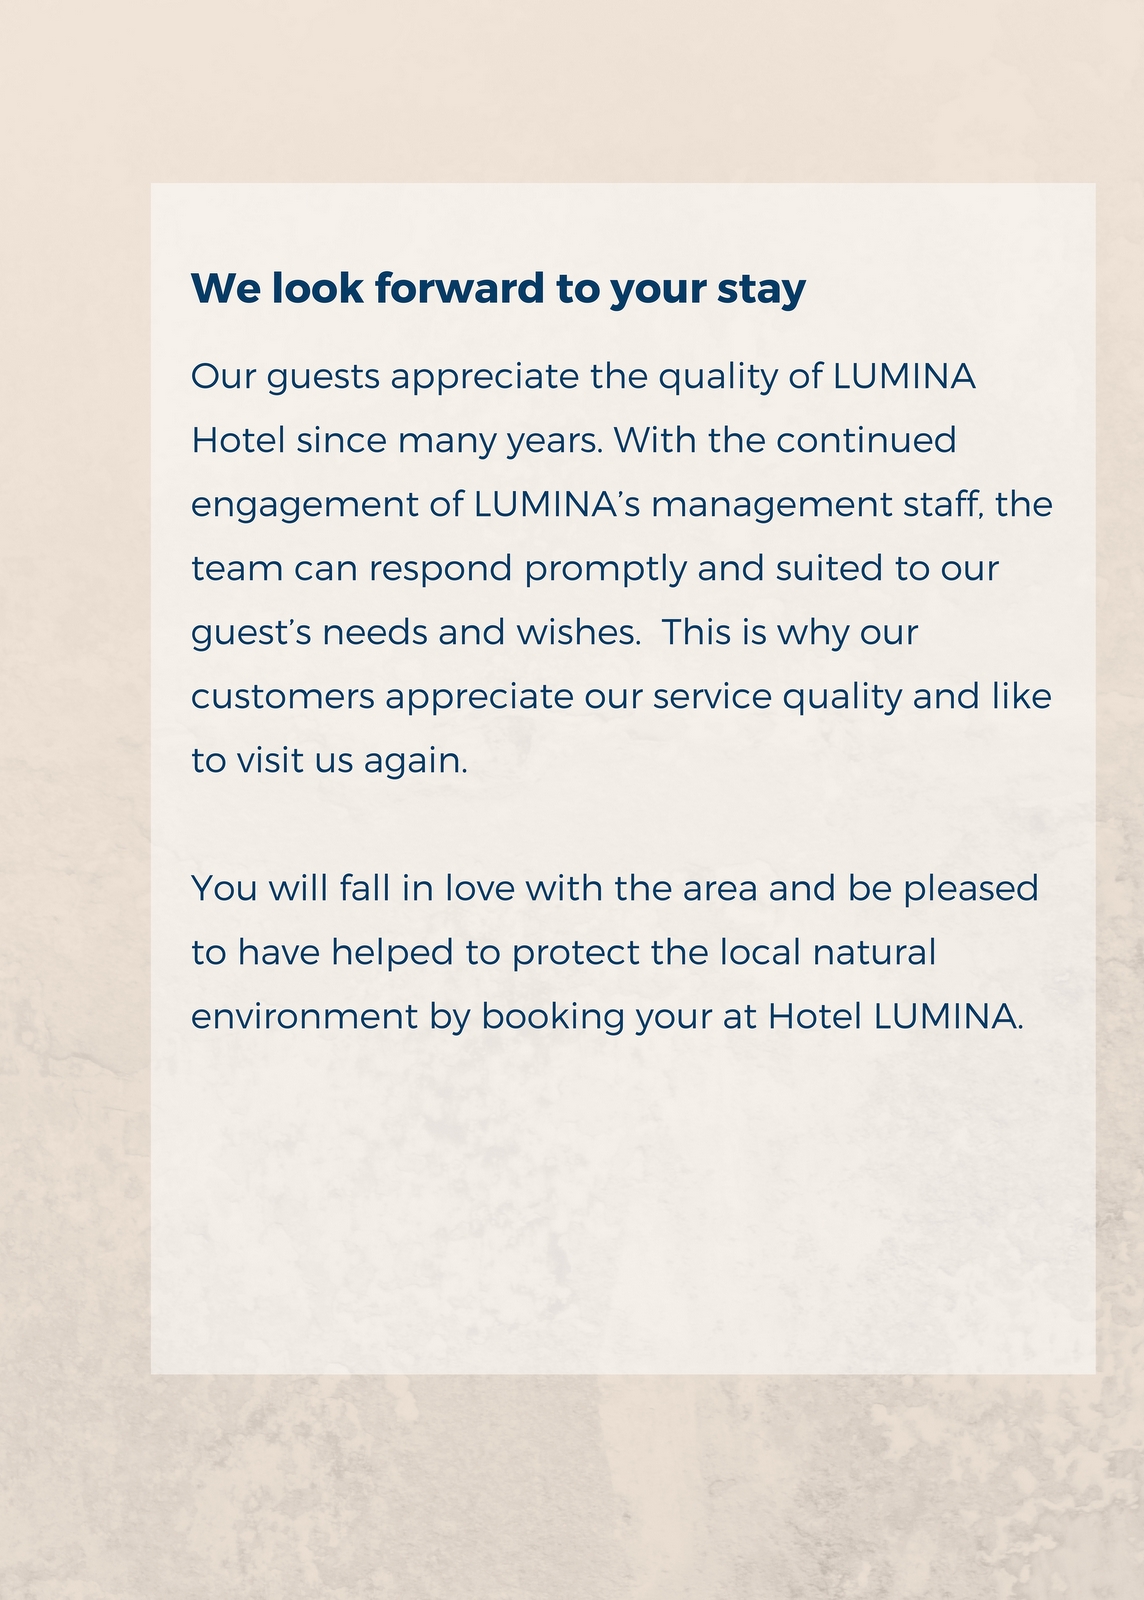 We look forward to your stay
Our guests appreciate the quality of LUMINA
Hotel since many years. With the continued
engagement of LUMINA’s management staff, the
team can respond promptly and suited to our
guest’s needs and wishes.  This is why our
customers appreciate our service quality and like
to visit us again.
You will fall in love with the area and be pleased
to have helped to protect the local natural
environment by booking your at Hotel LUMINA.